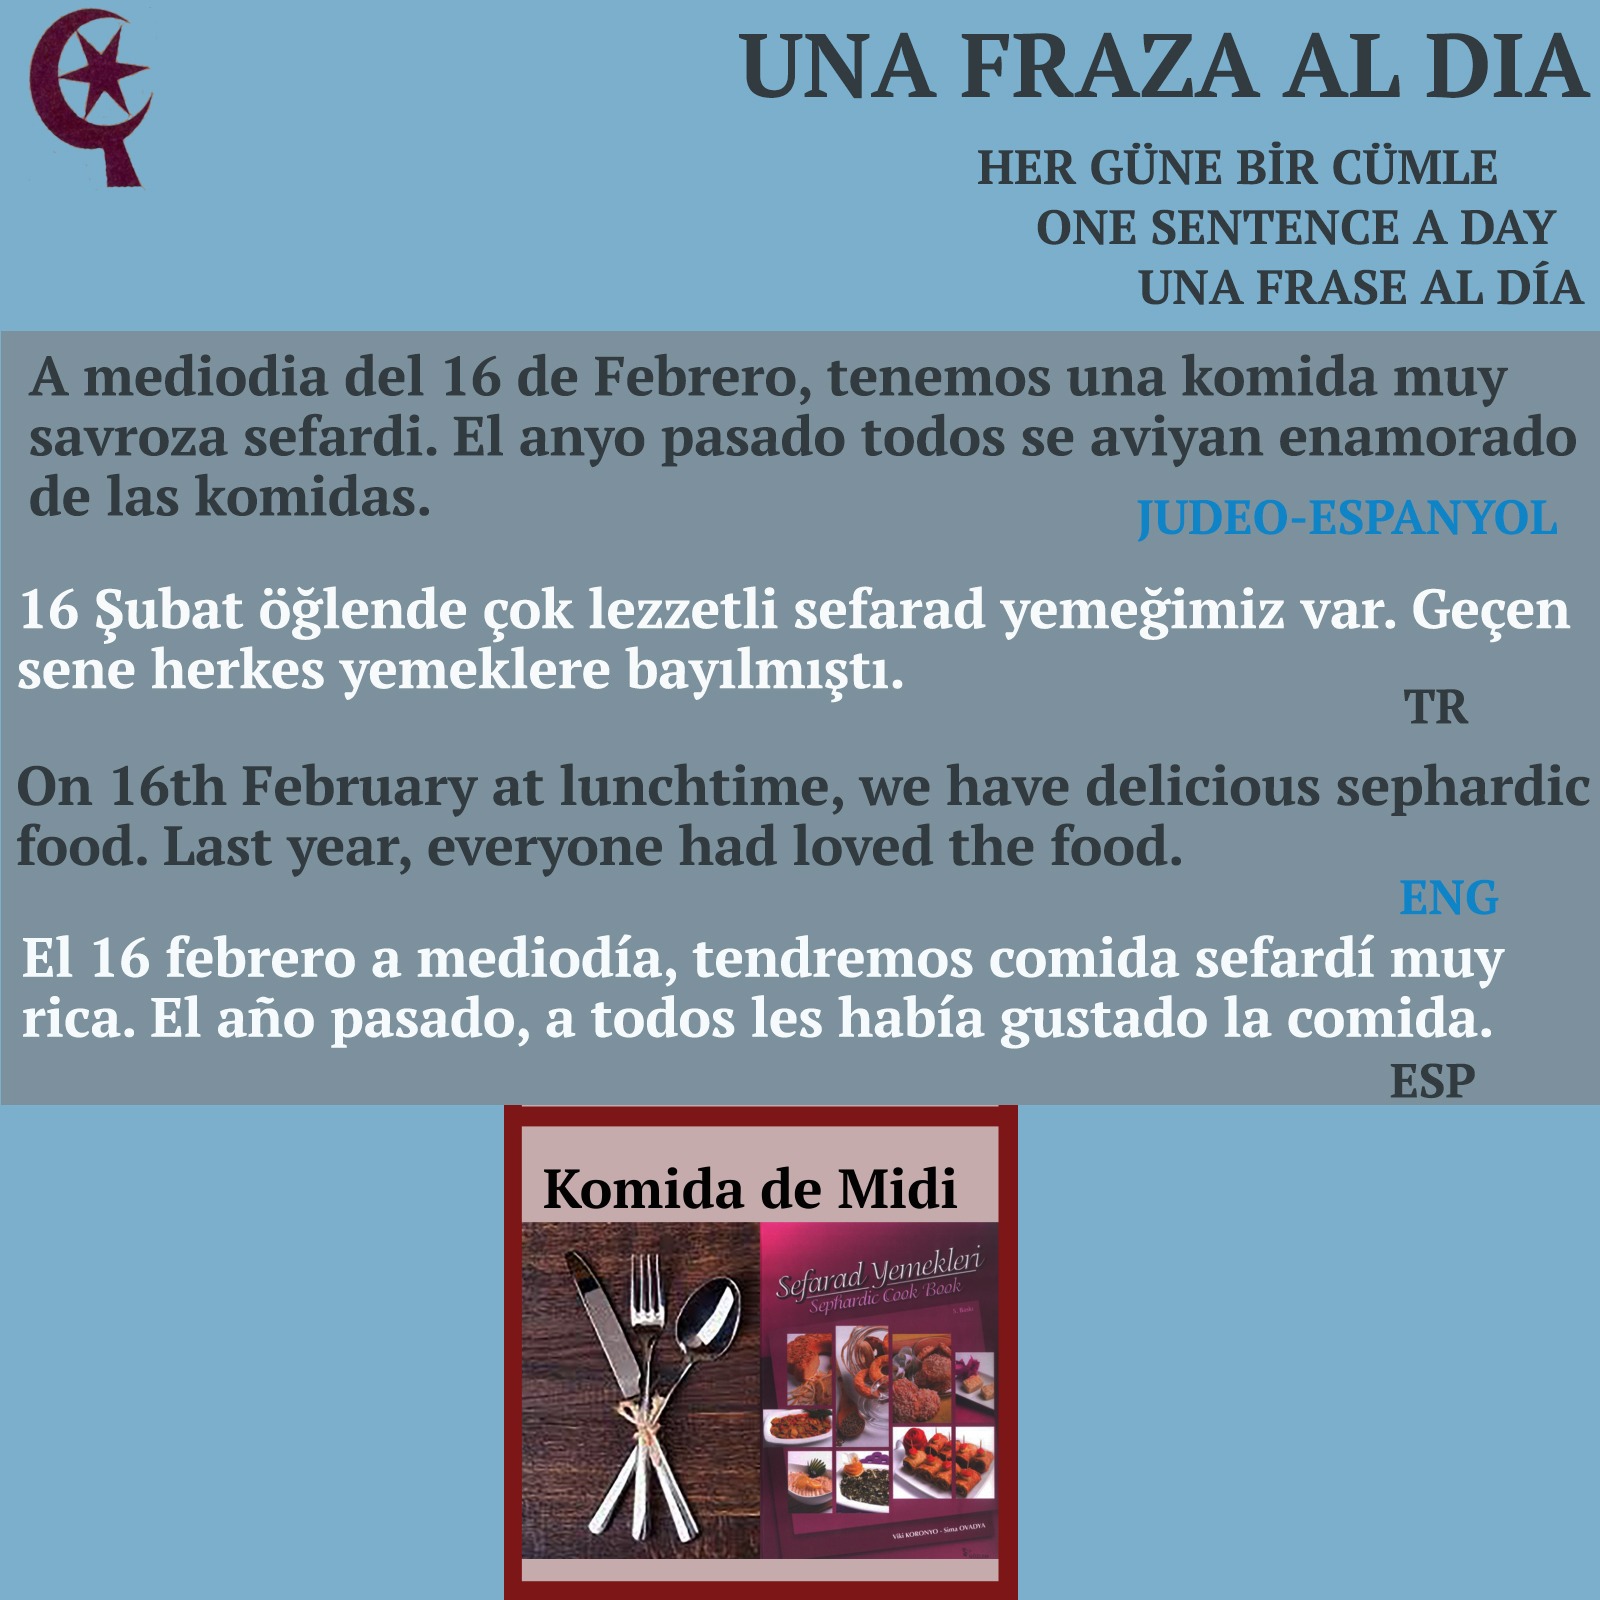 UNA FRAZA AL DIA
HER GÜNE BİR CÜMLE
ONE SENTENCE A DAY
UNA FRASE AL DÍA
A mediodia del 16 de Febrero, tenemos una komida muy
savroza sefardi. El anyo pasado todos se aviyan enamorado
de las komidas.
JUDEO-ESPANYOL
16 Şubat öğlende çok lezzetli sefarad yemeğimiz var. Geçen
sene herkes yemeklere bayılmıştı.
TR
On 16th February at lunchtime, we have delicious sephardic
food. Last year, everyone had loved the food.
ENG
El 16 febrero a mediodía, tendremos comida sefardí muy
rica. El año pasado, a todos les había gustado la comida.
ESP
Komida de Midi
Sefarad Yemekleri
Sephardic Cook Book
Viki KORONYO - Sima OVADYA